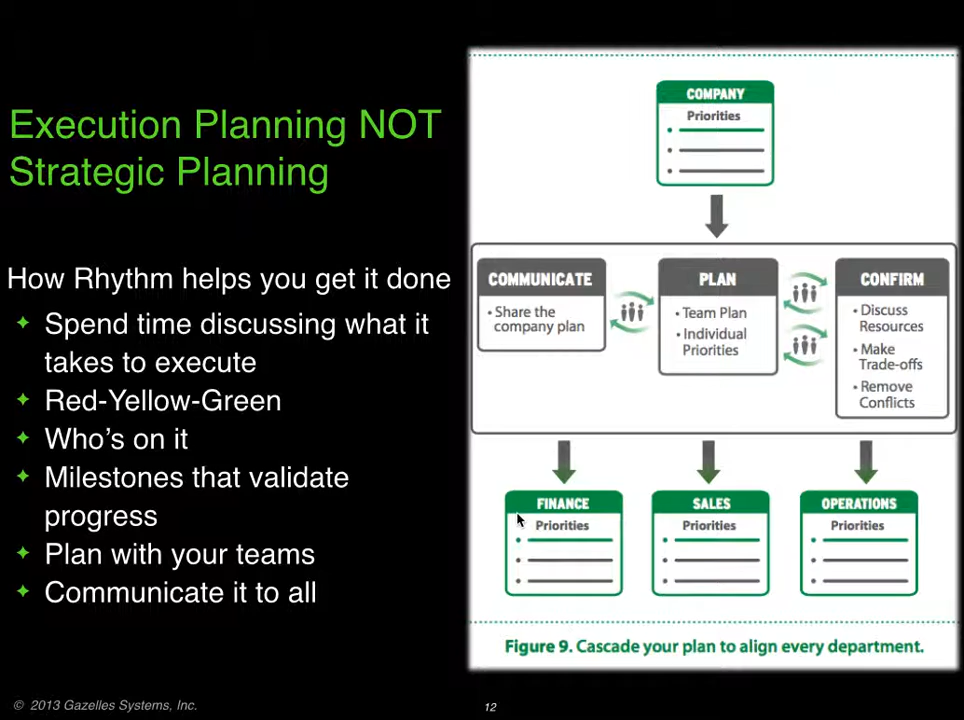 Execution Planning NOT
Strategic Planning
How Rhythm helps you get it done
Spend time discussing what it
takes to execute
Red-Yellow-Green
Who's on it
Milestones that validate
progress
Plan with your teams
Communicate it to all
COMPANY
Priorities
COMMUNICATE
• Share the
company plan
PLAN
• Team Plan
• Individual
Priorities
CONFIRM
• Discuss
Resources
• Make
Trade-offs
• Remove
Conflicts
FINANCE
Priorities
SALES
Priorities
OPERATIONS
Priorities
Figure 9. Cascade your plan to align every department.
© 2013 Gazelles Systems, Inc.
12